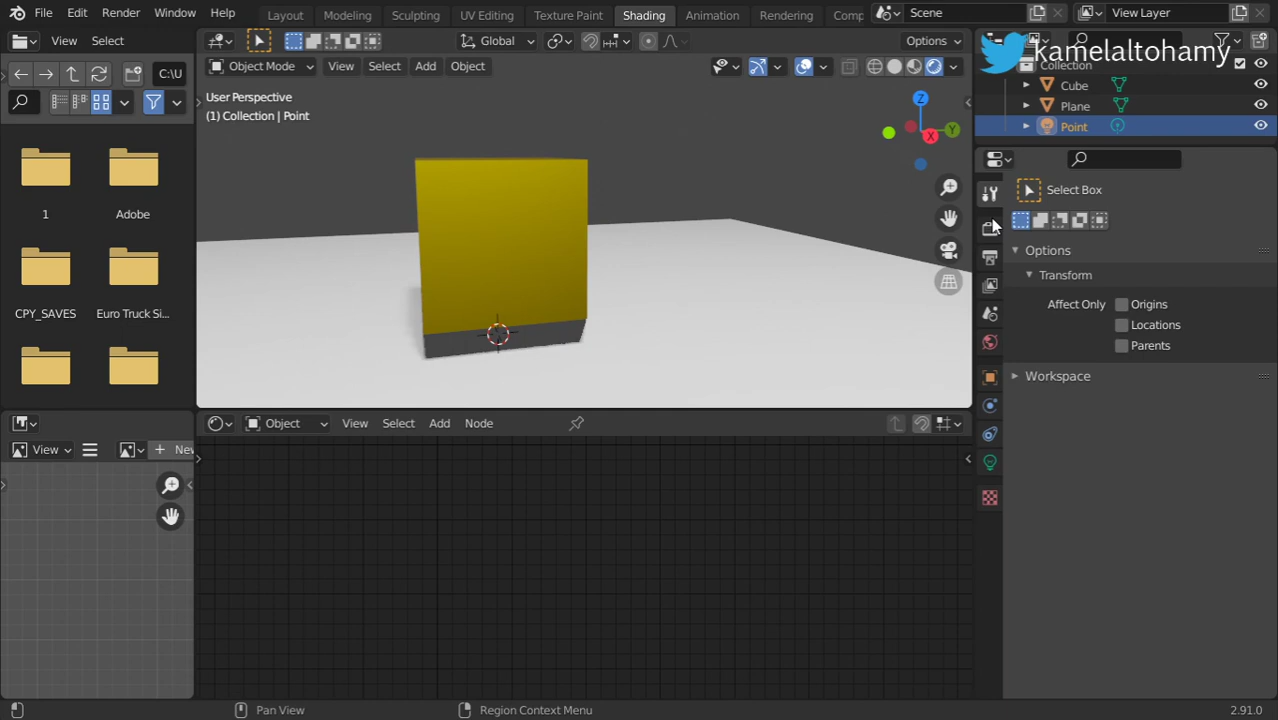 File Edit Render Window Help Layout Modeling Sculpting UV Editing Texture Paint Shading Animation Rendering Comp Scene View Layer
View Select Global Options
kamelaltohamy
C:\U Object Mode View Select Add Object Collection
User Perspective
(1) Collection | Point
Z
X
Y
Cube
Plane
Point
Select Box
1 Adobe
Options
Transform
Affect Only Origins
Locations
Parents
CPY_SAVES Euro Truck Si...
Workspace
Object View Select Add Node
View New
Pan View Region Context Menu 2.91.0